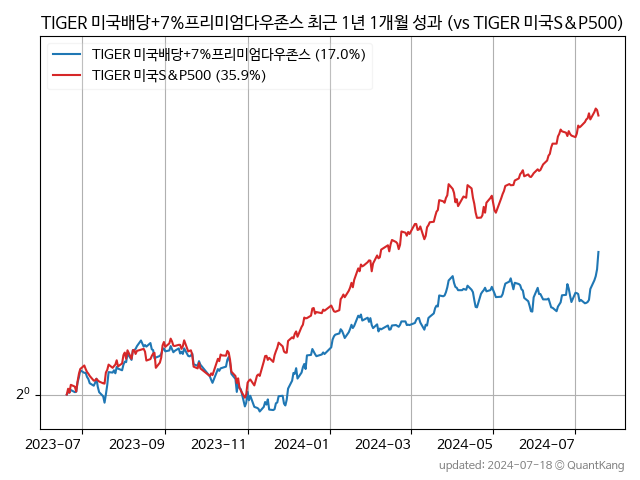 TIGER 미국배당+7%프리미엄다우존스 최근 1년 1개월 성과 (vs TIGER 미국S&P500)
TIGER 미국배당+7%프리미엄다우존스 (17.0%)
TIGER 미국S&P500 (35.9%)
2⁰
2023-07 2023-09 2023-11 2024-01 2024-03 2024-05 2024-07
updated: 2024-07-18 © QuantKang